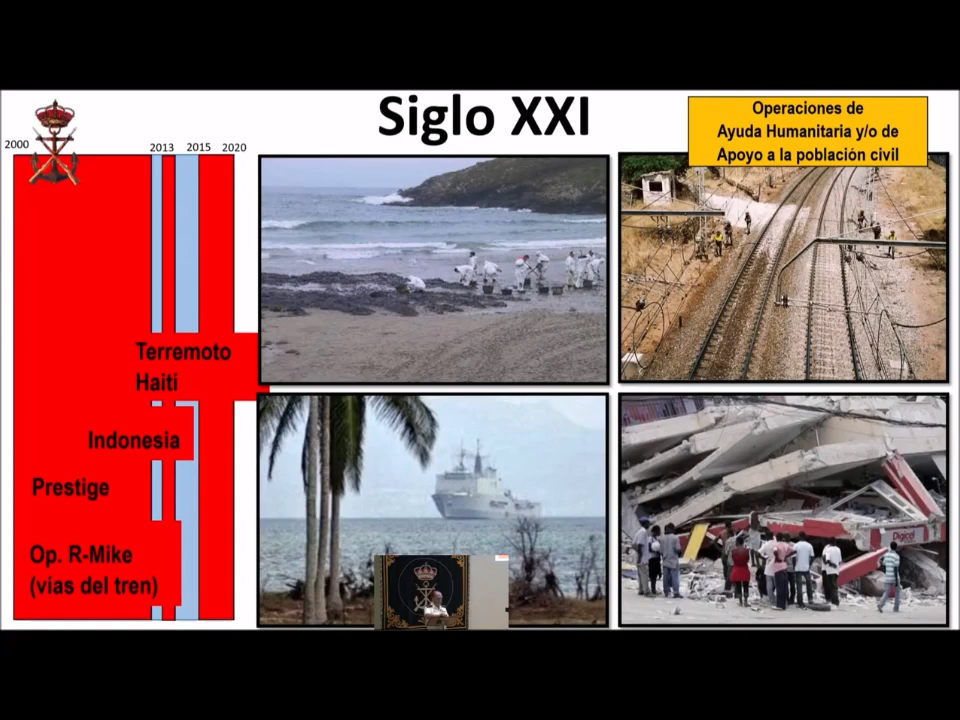 Siglo XXI
Operaciones de
Ayuda Humanitaria y/o de
Apoyo a la población civil
2000
2013
2015
2020
Terremoto
Haití
Indonesia
Prestige
Op. R-Mike
(vías del tren)
Digicel